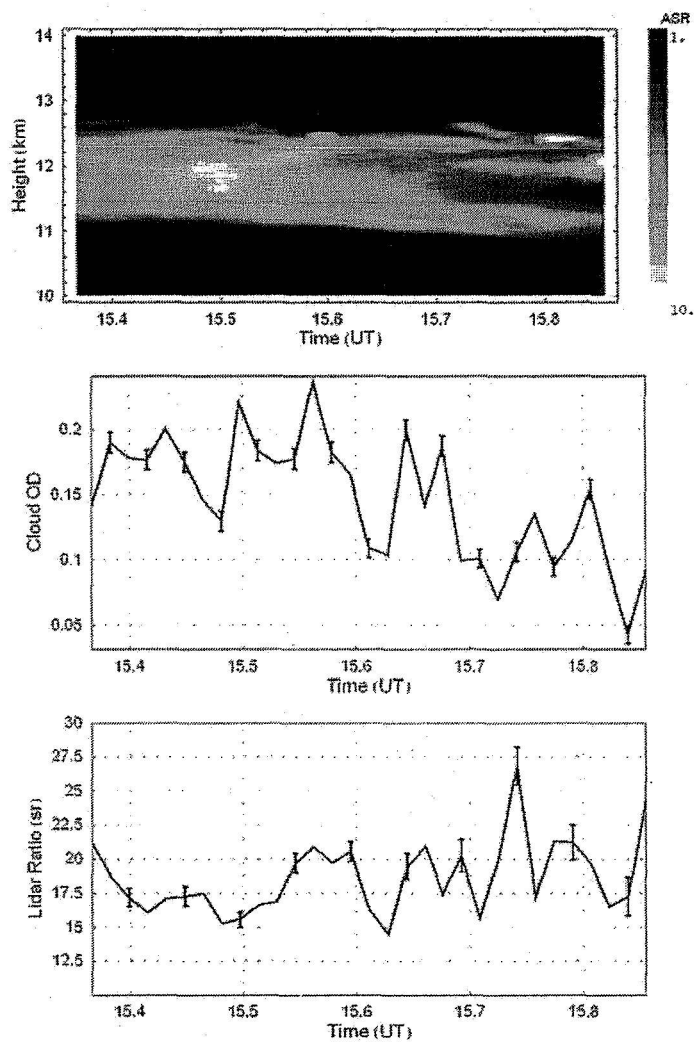 ASR
1.
10.
14
13
12
11
10
Height (km)
15.4 15.5 15.6 15.7 15.8
Time (UT)
0.2
0.15
0.1
0.05
Cloud OD
15.4 15.5 15.6 15.7 15.8
Time (UT)
30
27.5
25
22.5
20
17.5
15
12.5
Lidar Ratio (sr)
15.4 15.5 15.6 15.7 15.8
Time (UT)